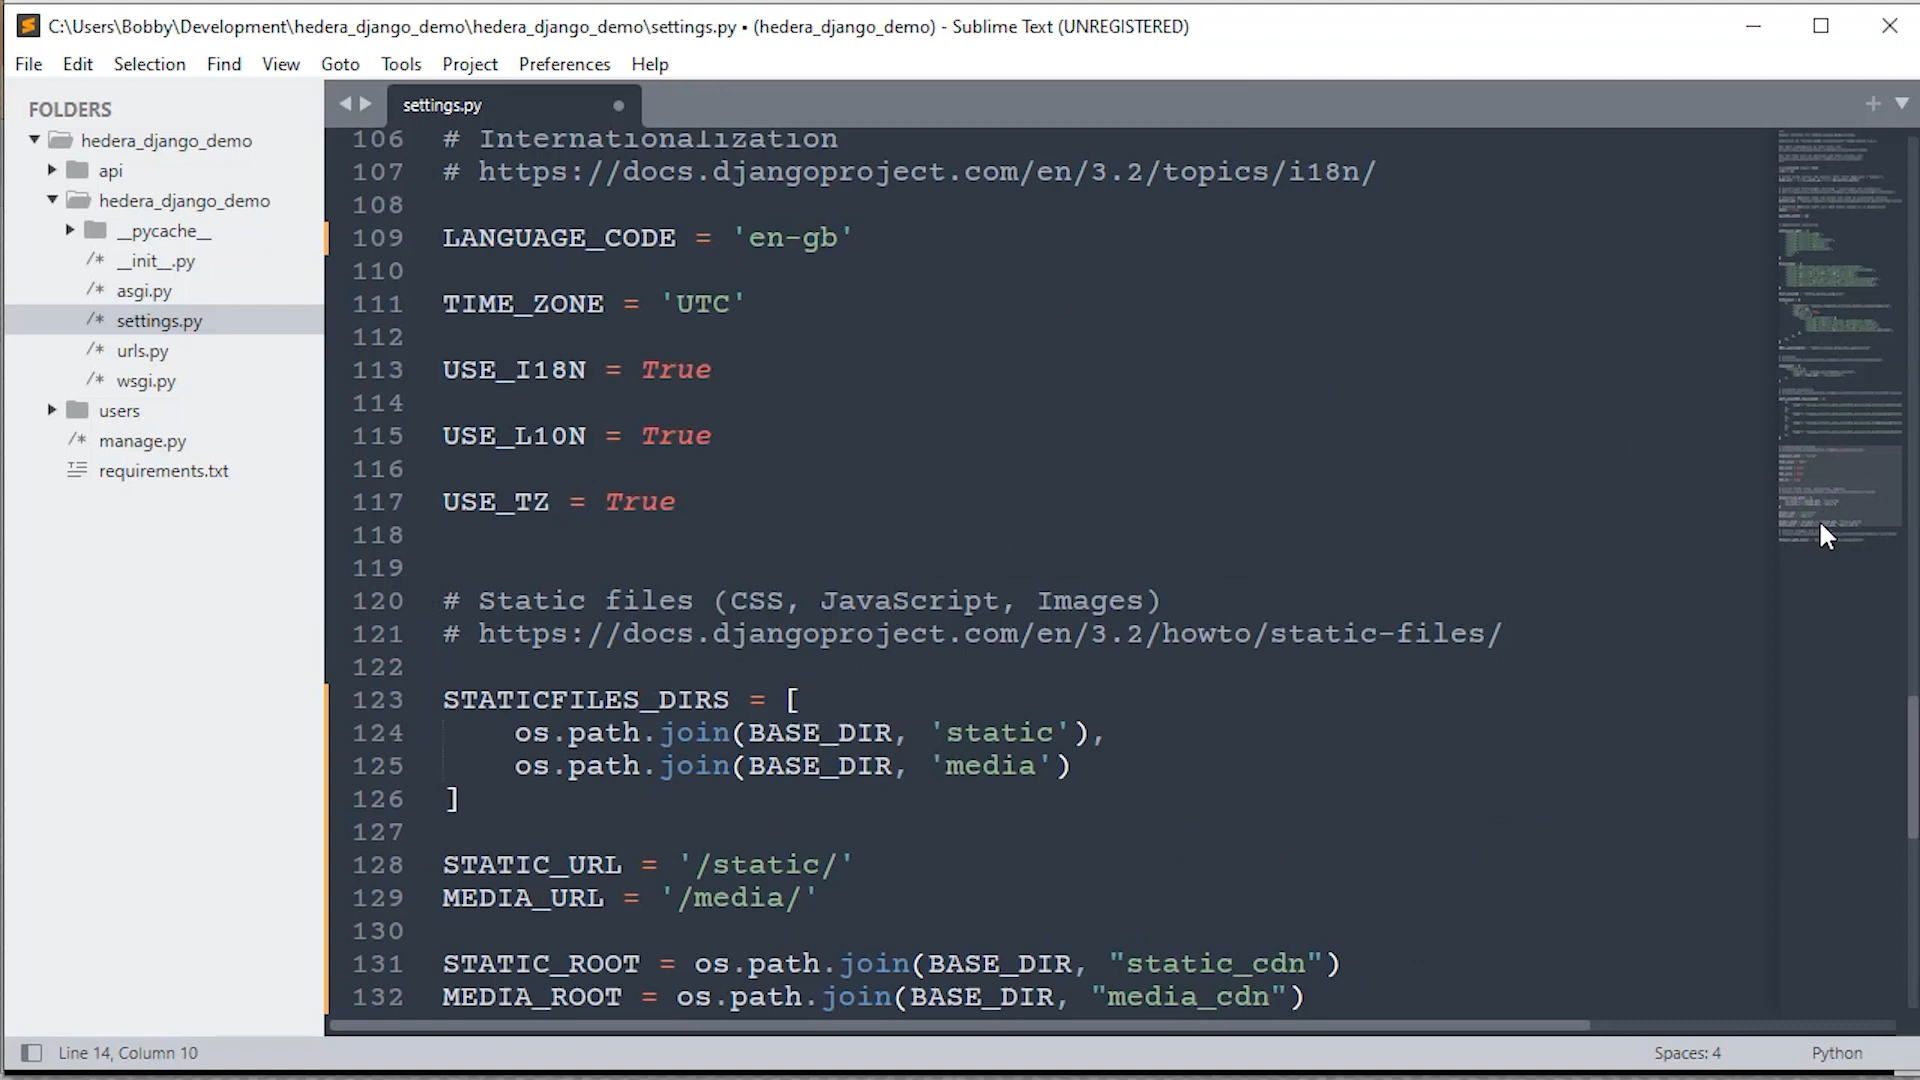 C:\Users\Bobby\Development\hedera_django_demo\hedera_django_demo\settings.py • (hedera_django_demo) - Sublime Text (UNREGISTERED)
File Edit Selection Find View Goto Tools Project Preferences Help
FOLDERS
hedera_django_demo
api
hedera_django_demo
__pycache__
/* __init__.py
/* asgi.py
/* settings.py
/* urls.py
/* wsgi.py
users
/* manage.py
requirements.txt
settings.py
106 # Internationalization
107 # https://docs.djangoproject.com/en/3.2/topics/i18n/
108
109 LANGUAGE_CODE = 'en-gb'
110
111 TIME_ZONE = 'UTC'
112
113 USE_I18N = True
114
115 USE_L10N = True
116
117 USE_TZ = True
118
119
120 # Static files (CSS, JavaScript, Images)
121 # https://docs.djangoproject.com/en/3.2/howto/static-files/
122
123 STATICFILES_DIRS = [
124     os.path.join(BASE_DIR, 'static'),
125     os.path.join(BASE_DIR, 'media')
126 ]
127
128 STATIC_URL = '/static/'
129 MEDIA_URL = '/media/'
130
131 STATIC_ROOT = os.path.join(BASE_DIR, "static_cdn")
132 MEDIA_ROOT = os.path.join(BASE_DIR, "media_cdn")
Line 14, Column 10
Spaces: 4
Python